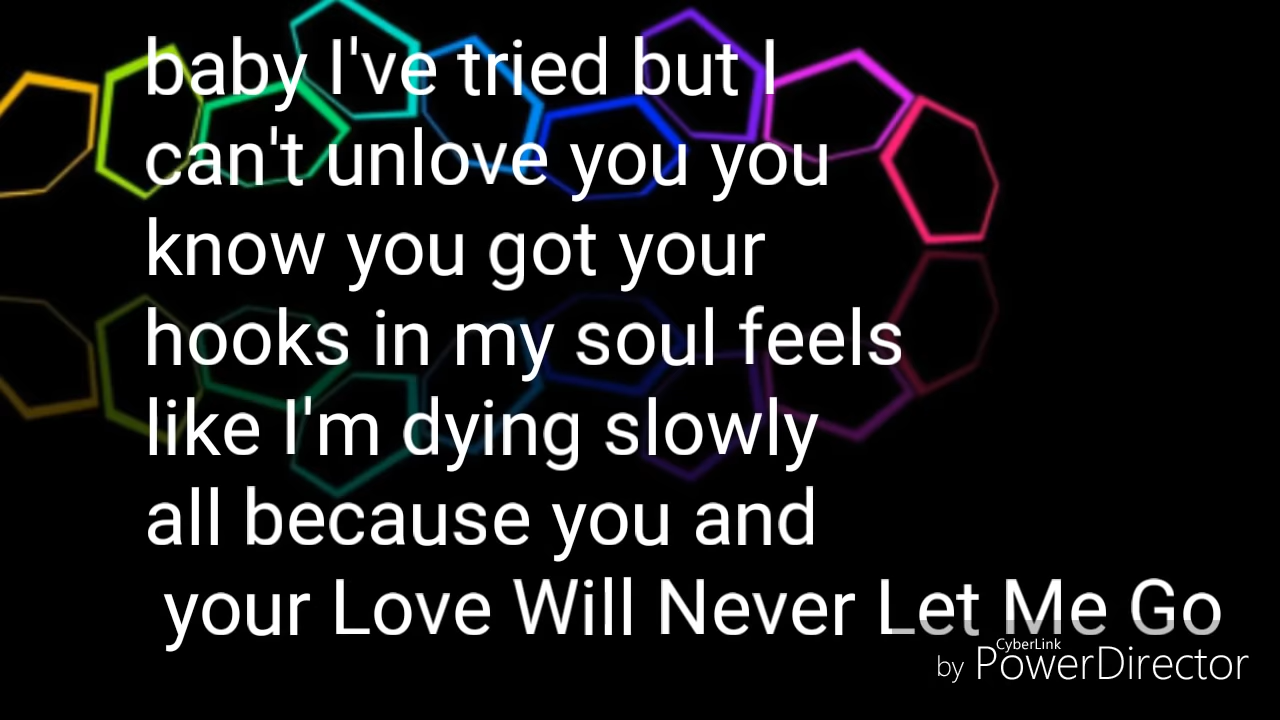 baby I've tried but I
can't unlove you you
know you got your
hooks in my soul feels
like I'm dying slowly
all because you and
your Love Will Never Let Me Go
CyberLink
by PowerDirector